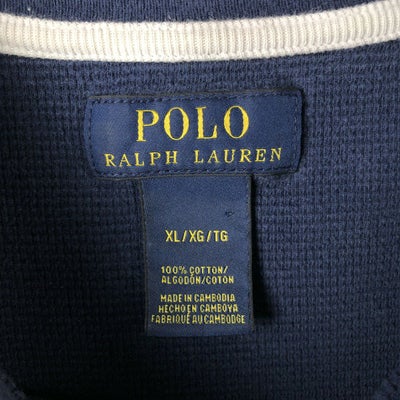 POLO
RALPH LAUREN
XL/XG/TG
100% COTTON/
ALGODÓN/COTON
MADE IN CAMBODIA
HECHO EN CAMBOYA
FABRIQUÉ AU CAMBODGE